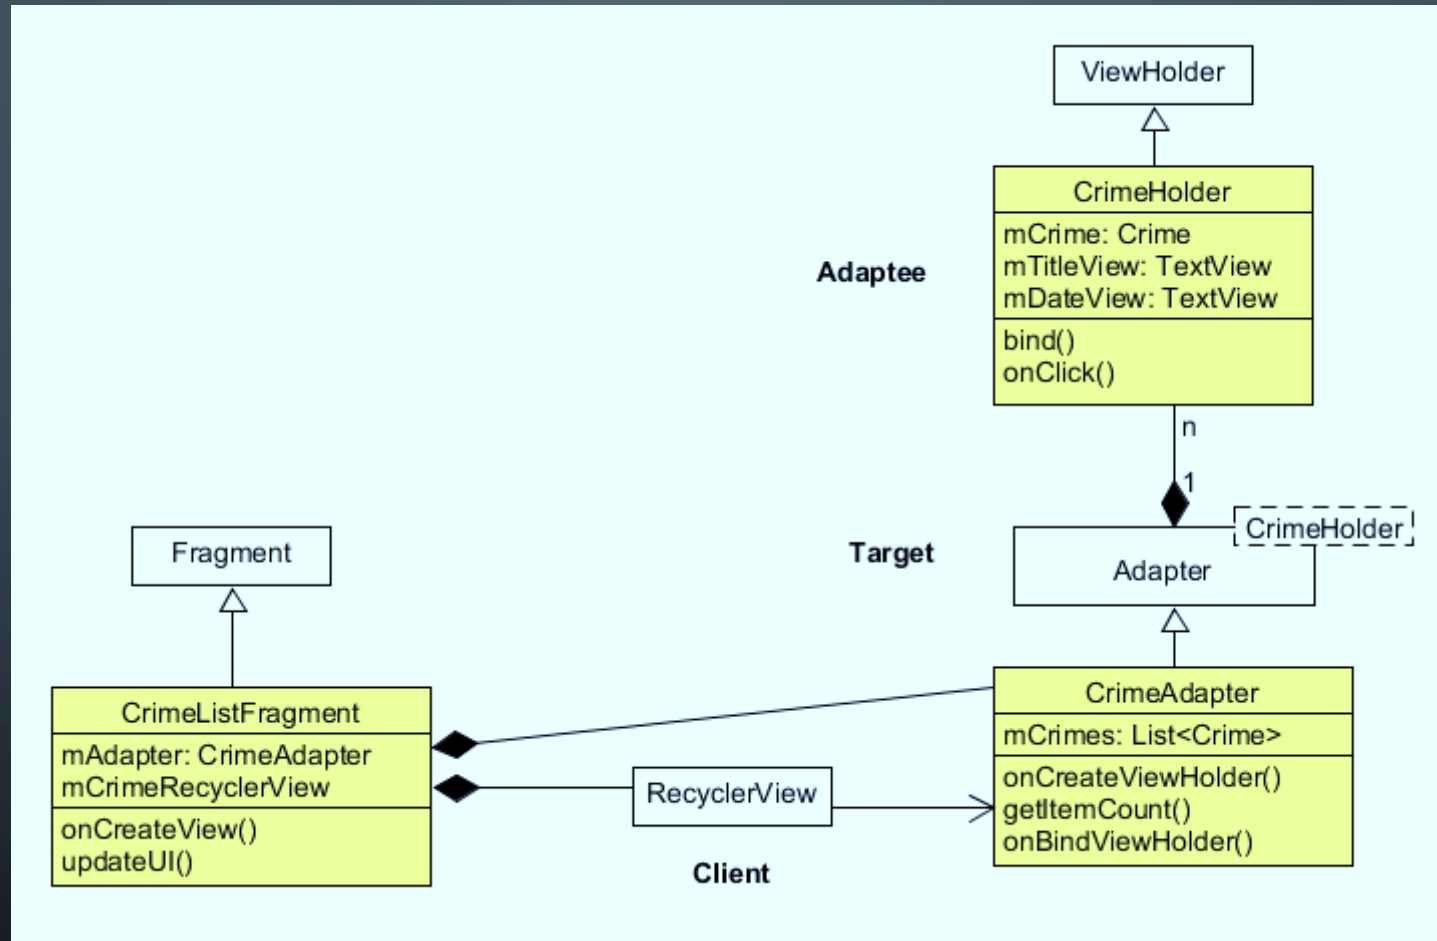 ViewHolder
CrimeHolder
mCrime: Crime
mTitleView: TextView
mDateView: TextView
bind()
onClick()
Adaptee
n
1
CrimeHolder
Adapter
Target
Fragment
CrimeListFragment
mAdapter: CrimeAdapter
mCrimeRecyclerView
onCreateView()
updateUI()
RecyclerView
Client
CrimeAdapter
mCrimes: List<Crime>
onCreateViewHolder()
getItemCount()
onBindViewHolder()